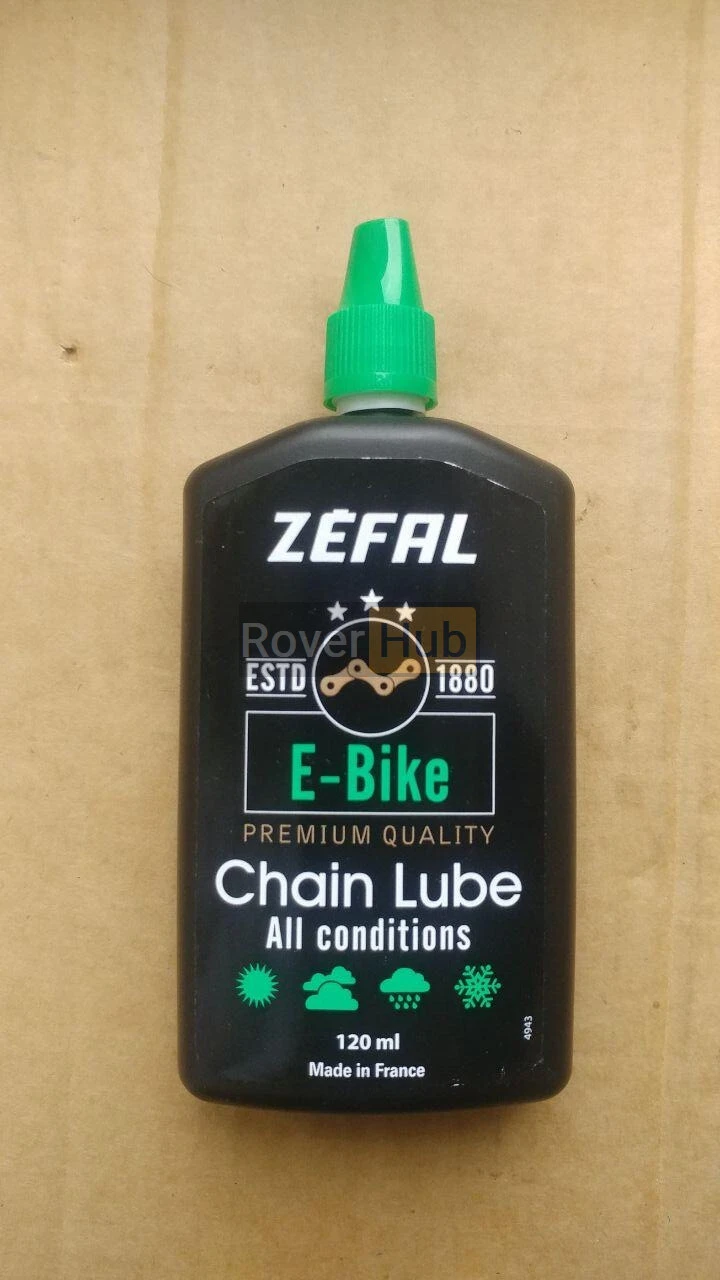 ZÉFAL
Rover Hub
ESTD 1880
E-Bike
PREMIUM QUALITY
Chain Lube
All conditions
4943
120 ml
Made in France